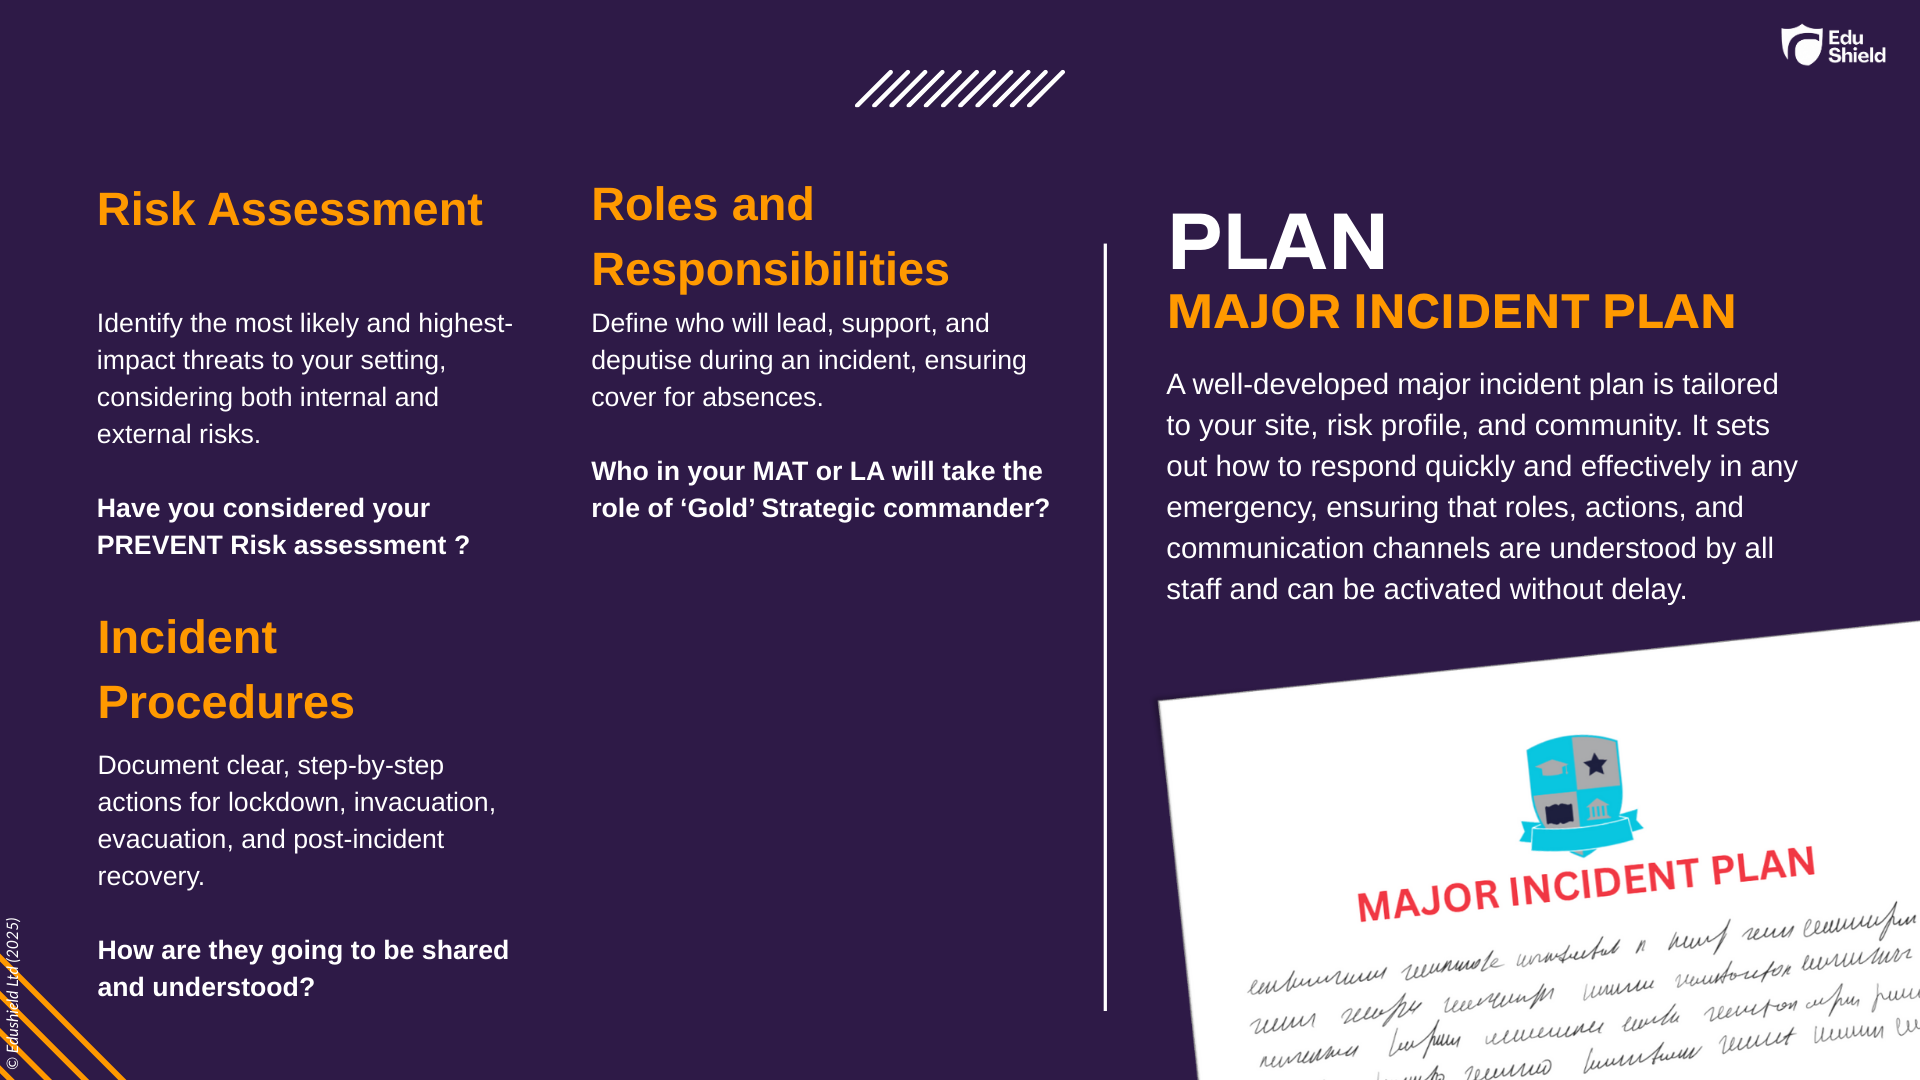 Edu
Shield
Risk Assessment
Identify the most likely and highest-
impact threats to your setting,
considering both internal and
external risks.
Have you considered your
PREVENT Risk assessment ?
Incident
Procedures
Document clear, step-by-step
actions for lockdown, invacuation,
evacuation, and post-incident
recovery.
How are they going to be shared
and understood?
Roles and
Responsibilities
Define who will lead, support, and
deputise during an incident, ensuring
cover for absences.
Who in your MAT or LA will take the
role of ‘Gold’ Strategic commander?
PLAN
MAJOR INCIDENT PLAN
A well-developed major incident plan is tailored
to your site, risk profile, and community. It sets
out how to respond quickly and effectively in any
emergency, ensuring that roles, actions, and
communication channels are understood by all
staff and can be activated without delay.
MAJOR INCIDENT PLAN
© Edushield Ltd (2025)